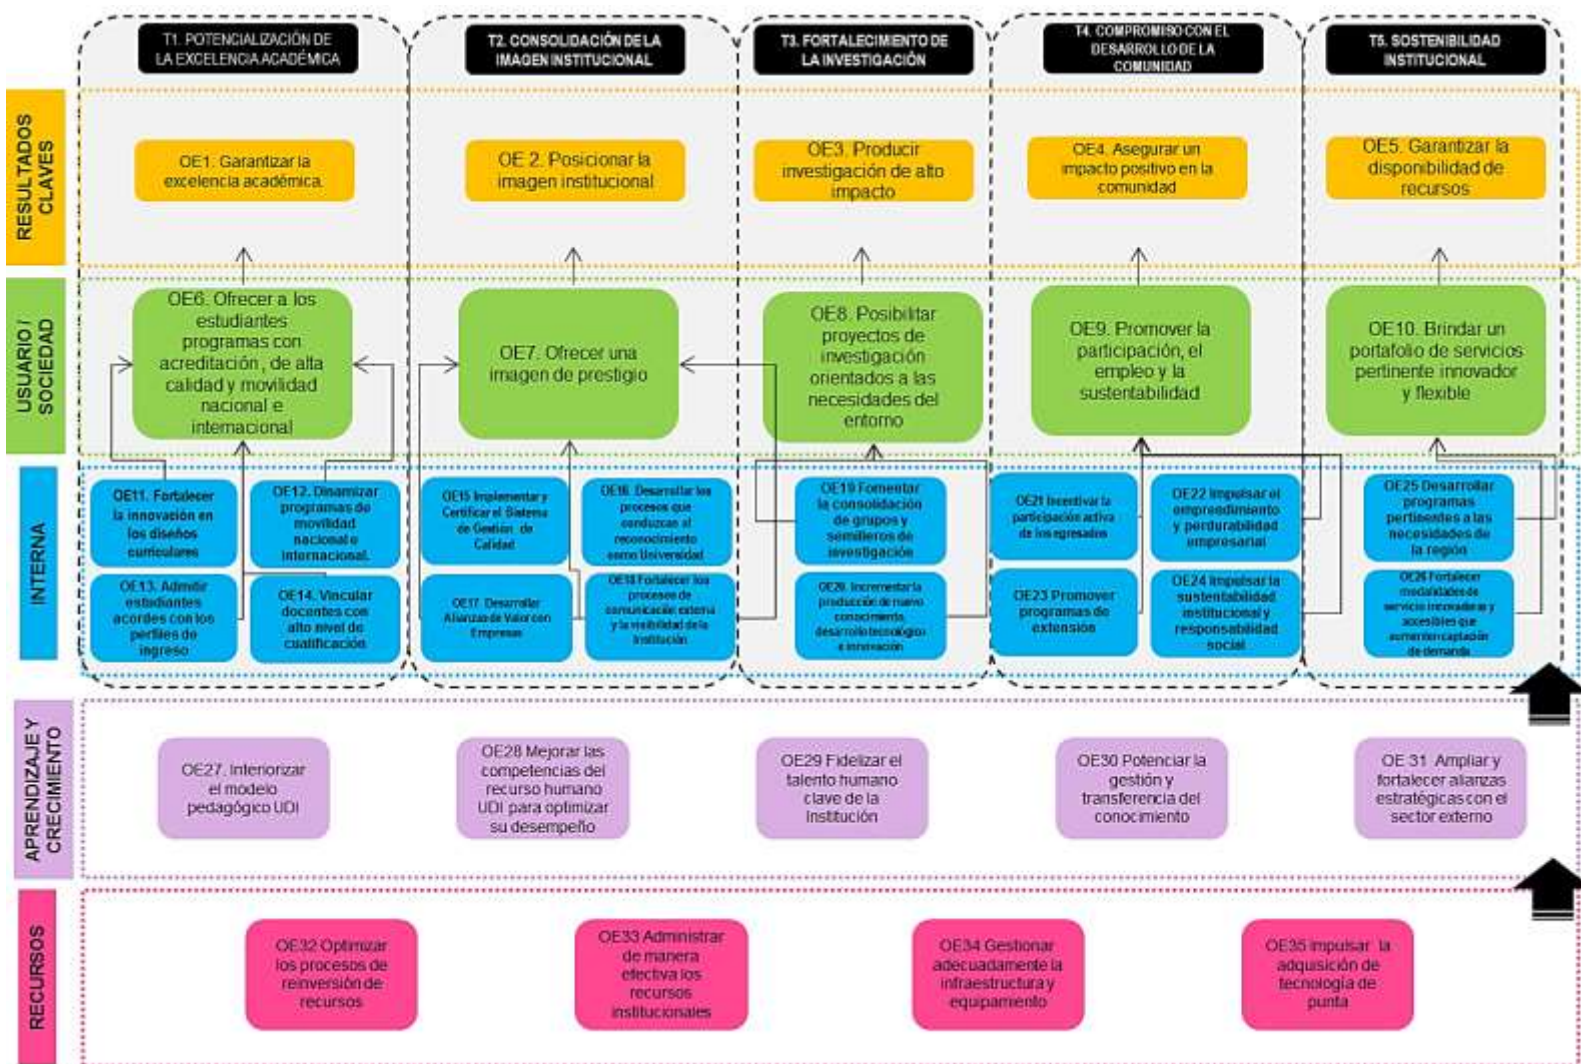 T1. POTENCIALIZACIÓN DE
LA EXCELENCIA ACADÉMICA
T2. CONSOLIDACIÓN DE LA
IMAGEN INSTITUCIONAL
T3. FORTALECIMIENTO DE
LA INVESTIGACIÓN
T4. COMPROMISO CON EL
DESARROLLO DE LA
COMUNIDAD
T5. SOSTENIBILIDAD
INSTITUCIONAL
RESULTADOS
CLAVES
OE1. Garantizar la
excelencia académica.
OE 2. Posicionar la
imagen institucional
OE3. Producir
investigación de alto
impacto
OE4. Asegurar un
impacto positivo en la
comunidad
OE5. Garantizar la
disponibilidad de
recursos
USUARIO /
SOCIEDAD
OE6. Ofrecer a los
estudiantes
programas con
acreditación , de alta
calidad y movilidad
nacional e
internacional
OE7. Ofrecer una
imagen de prestigio
OE8. Posibilitar
proyectos de
investigación
orientados a las
necesidades del
entorno
OE9. Promover la
participación, el
empleo y la
sustentabilidad
OE10. Brindar un
portafolio de servicios
pertinente innovador
y flexible
INTERNA
OE11. Fortalecer
la innovación en
los diseños
curriculares
OE12. Dinamizar
programas de
movilidad
nacional e
internacional.
OE13. Admitir
estudiantes
acordes con los
perfiles de
ingreso
OE14. Vincular
docentes con
alto nivel de
cualificación
OE15 Implementar y
Certificar el Sistema
de Gestión de
Calidad
OE16. Desarrollar los
procesos que
conduzcan al
reconocimiento
como Universidad
OE17. Desarrollar
Alianzas de Valor con
Empresas
OE18 Fortalecer los
procesos de
comunicación externa
y la visibilidad de la
Institución
OE19 Fomentar
la consolidación
de grupos y
semilleros de
investigación
OE20. Incrementar la
producción de nuevo
conocimiento,
desarrollo tecnológico
e innovación
OE21 Incentivar la
participación activa
de los egresados
OE22 Impulsar el
emprendimiento
y perdurabilidad
empresarial
OE23 Promover
programas de
extensión
OE24 Impulsar la
sustentabilidad
institucional y
responsabilidad
social
OE25 Desarrollar
programas
pertinentes a las
necesidades de la
región
OE26 Fortalecer
modalidades de
servicio innovadoras y
accesibles que
aumenten captación
de demanda
APRENDIZAJE Y
CRECIMIENTO
OE27. Interiorizar
el modelo
pedagógico UDI
OE28 Mejorar las
competencias del
recurso humano
UDI para optimizar
su desempeño
OE29 Fidelizar el
talento humano
clave de la
Institución
OE30 Potenciar la
gestión y
transferencia del
conocimiento
OE 31 Ampliar y
fortalecer alianzas
estratégicas con el
sector externo
RECURSOS
OE32 Optimizar
los procesos de
reinversión de
recursos
OE33 Administrar
de manera
efectiva los
recursos
institucionales
OE34 Gestionar
adecuadamente la
infraestructura y
equipamiento
OE35 Impulsar la
adquisición de
tecnología de
punta